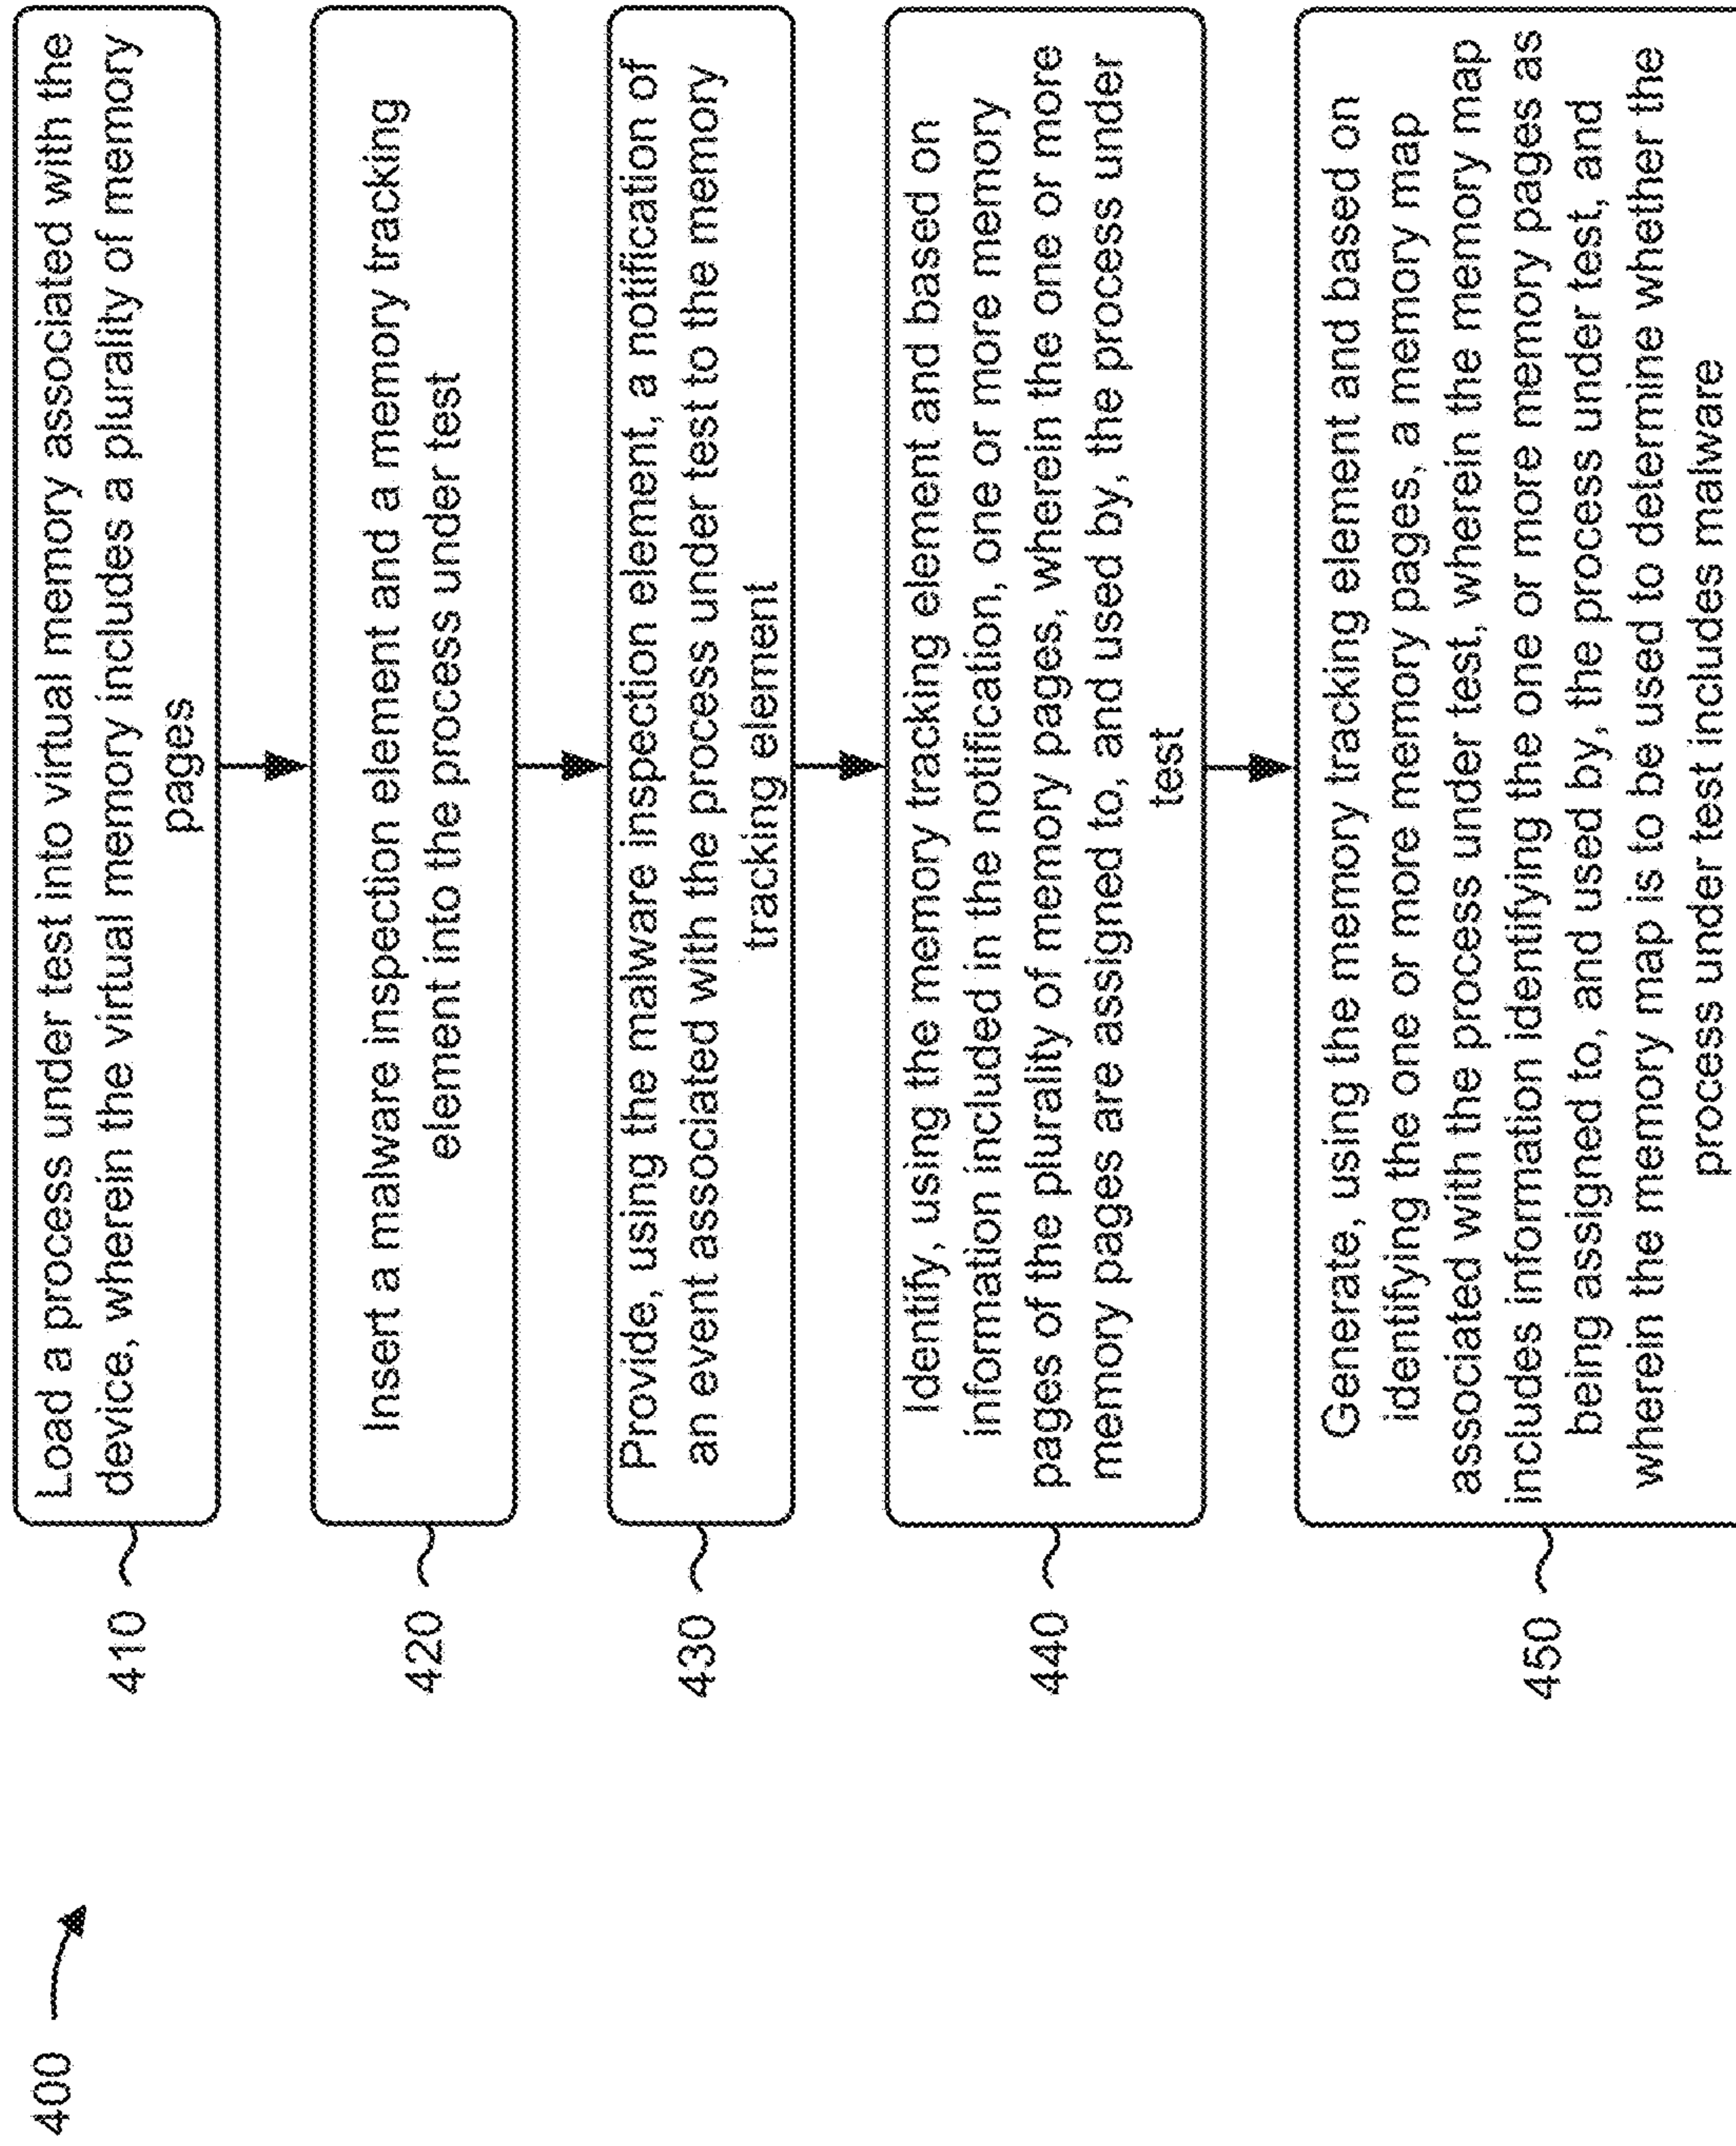 400
410
Load a process under test into virtual memory associated with the
device, wherein the virtual memory includes a plurality of memory
pages
420
Insert a malware inspection element and a memory tracking
element into the process under test
430
Provide, using the malware inspection element, a notification of
an event associated with the process under test to the memory
tracking element
440
Identify, using the memory tracking element and based on
information included in the notification, one or more memory
pages of the plurality of memory pages, wherein the one or more
memory pages are assigned to, and used by, the process under
test
450
Generate, using the memory tracking element and based on
identifying the one or more memory pages, a memory map
associated with the process under test, wherein the memory map
includes information identifying the one or more memory pages as
being assigned to, and used by, the process under test, and
wherein the memory map is to be used to determine whether the
process under test includes malware